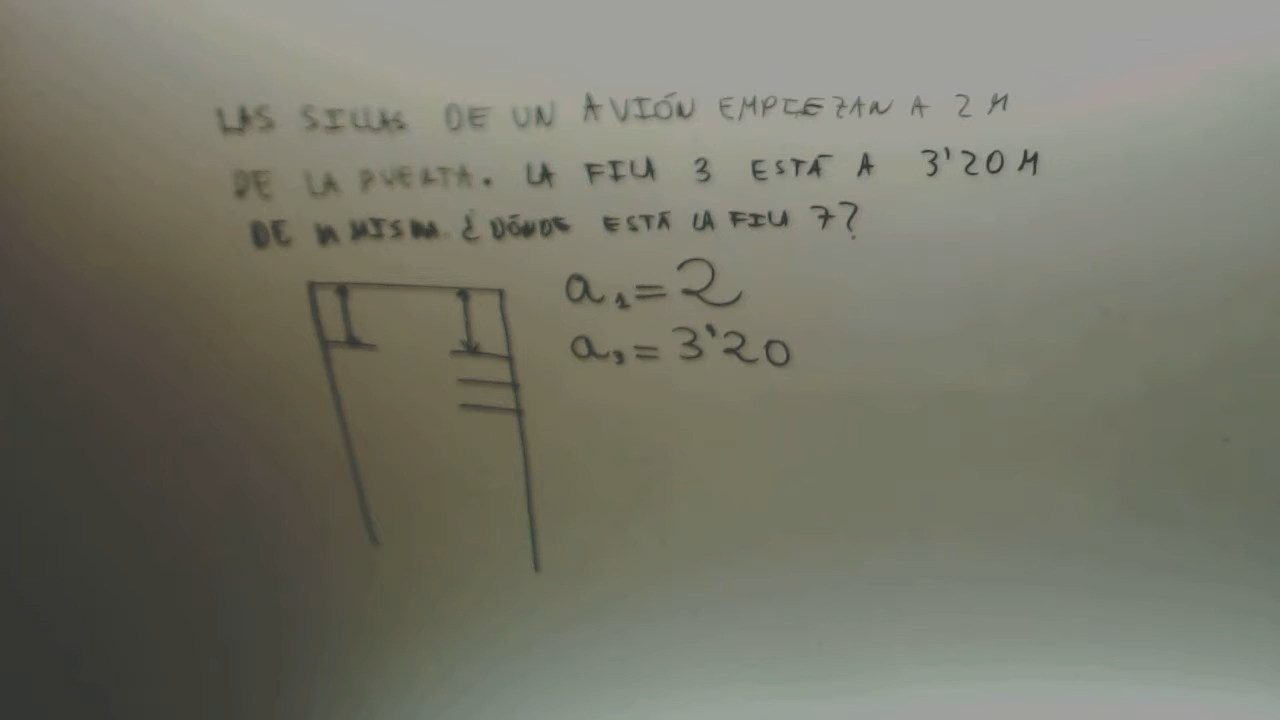 LAS SILLAS DE UN AVIÓN EMPIEZAN A 2 M
DE LA PUERTA. LA FILA 3 ESTÁ A 3'20 M
DE LA MISMA ¿DÓNDE ESTÁ LA FILA 7?
a₁=2
a₃=3'20